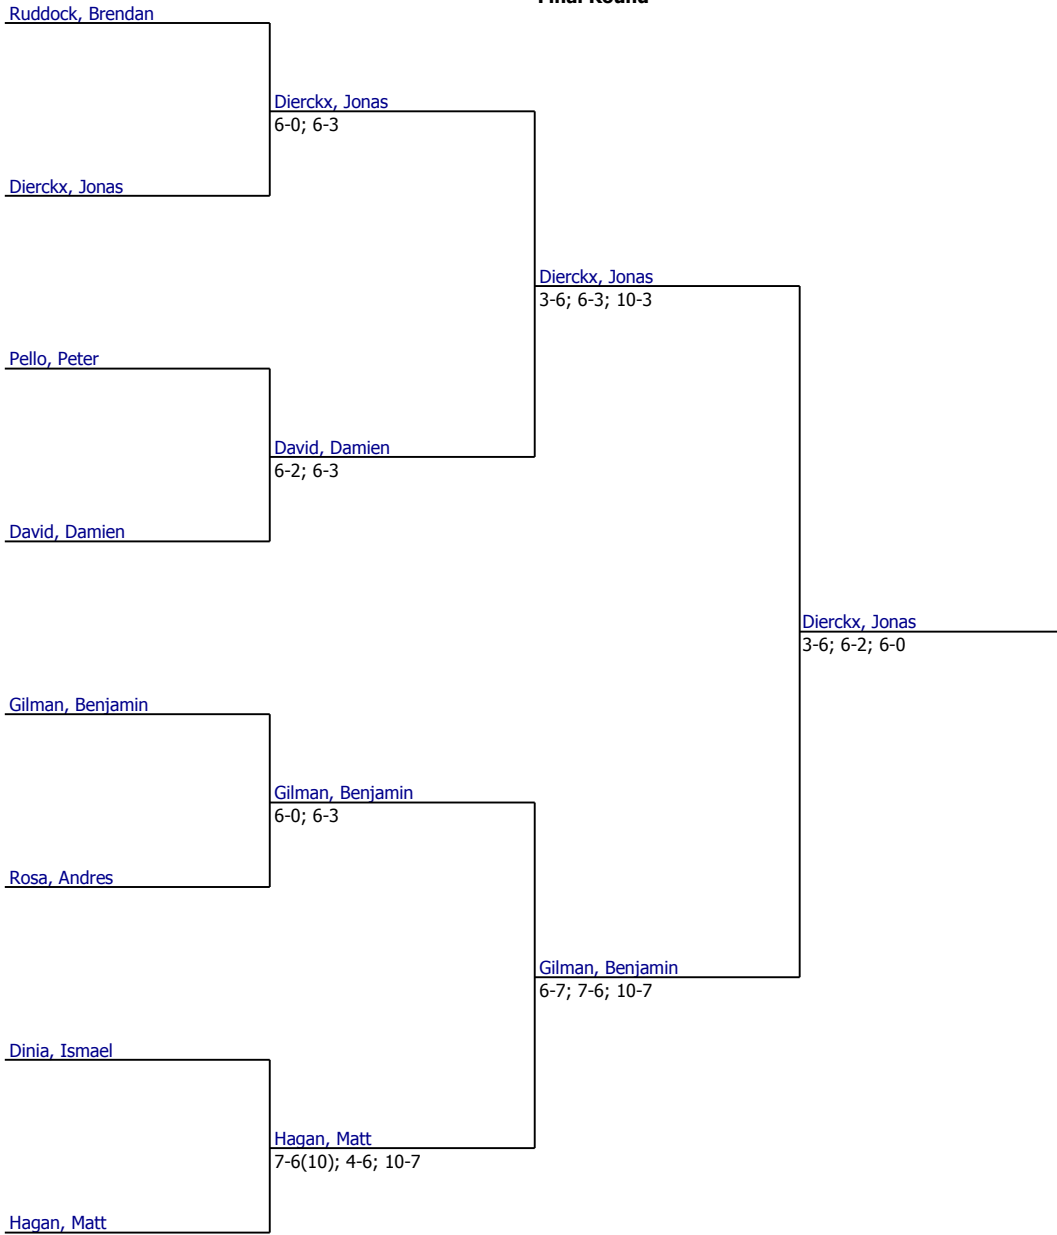 Final Round
Ruddock, Brendan
Dierckx, Jonas
6-0; 6-3
Dierckx, Jonas
Dierckx, Jonas
3-6; 6-3; 10-3
Pello, Peter
David, Damien
6-2; 6-3
David, Damien
Dierckx, Jonas
3-6; 6-2; 6-0
Gilman, Benjamin
Gilman, Benjamin
6-0; 6-3
Rosa, Andres
Gilman, Benjamin
6-7; 7-6; 10-7
Dinia, Ismael
Hagan, Matt
7-6(10); 4-6; 10-7
Hagan, Matt